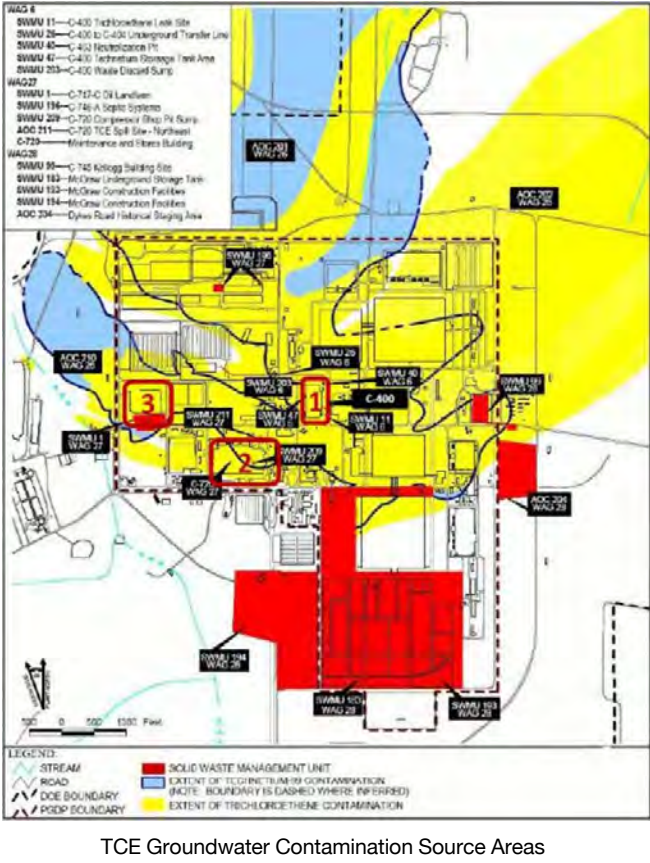 WAG 6
SWMU 11—C-400 Trichloroethene Leak Site
SWMU 26—C-400 to C-404 Underground Transfer Line
SWMU 40—C-403 Neutralization Pit
SWMU 47—C-400 Technetium Storage Tank Area
SWMU 203—C-400 Waste Discard Sump
WAG27
SWMU 1—C-747-C Oil Landfarm
SWMU 196—C-746-A Septic Systems
SWMU 209—C-720 Compressor Shop Pit Sump
AOC 211—C-720 TCE Spill Site - Northeast
C-720—Maintenance and Stores Building
WAG28
SWMU 99—C-745 Kellogg Building Site
SWMU 183—McGraw Underground Storage Tank
SWMU 193—McGraw Construction Facilities
SWMU 194—McGraw Construction Facilities
AOC 204—Dykes Road Historical Staging Area
AOC 201
WAG 26
AOC 202
WAG 26
SWMU 196
WAG 27
AOC 210
WAG 26
SWMU 26
WAG 6
SWMU 40
WAG 6
SWMU 99
WAG 28
SWMU 203
WAG 6
1
C-400
3
SWMU 211
WAG 27
SWMU 47
WAG 6
SWMU 11
WAG 6
SWMU 1
WAG 27
SWMU 209
WAG 27
2
WAG 27
AOC 204
WAG 28
SWMU 194
WAG 28
SWMU 183
WAG 28
SWMU 193
WAG 28
500 0 500 1000 Feet
LEGEND:
STREAM
ROAD
DOE BOUNDARY
PGDP BOUNDARY
SOLID WASTE MANAGEMENT UNIT
EXTENT OF TECHNETIUM-99 CONTAMINATION
(NOTE: BOUNDARY IS DASHED WHERE INFERRED)
EXTENT OF TRICHLOROETHENE CONTAMINATION
TCE Groundwater Contamination Source Areas